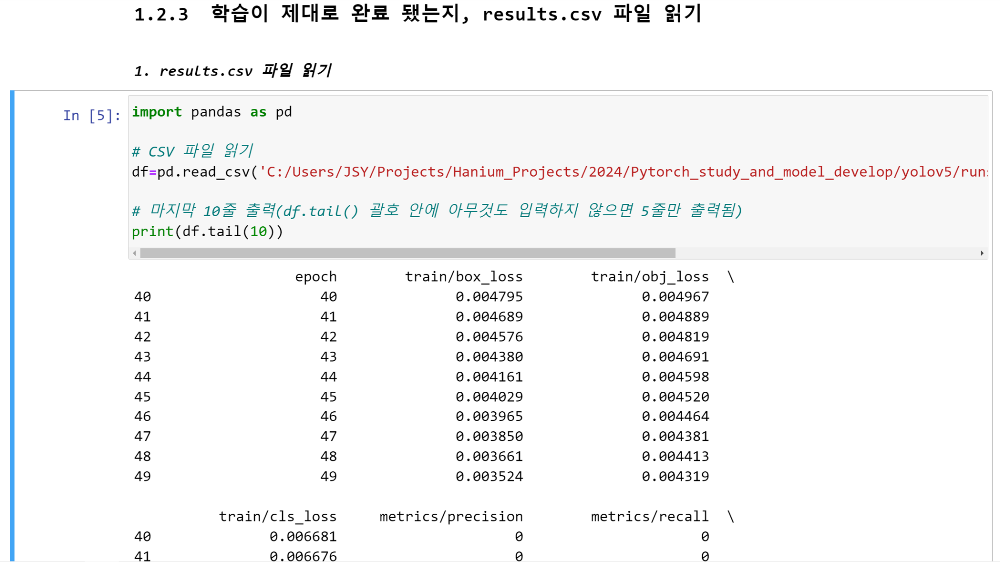 1.2.3 학습이 제대로 완료 됐는지, results.csv 파일 읽기
1. results.csv 파일 읽기
In [5]: import pandas as pd
# CSV 파일 읽기
df=pd.read_csv('C:/Users/JSY/Projects/Hanium_Projects/2024/Pytorch_study_and_model_develop/yolov5/run
# 마지막 10줄 출력(df.tail() 괄호 안에 아무것도 입력하지 않으면 5줄만 출력됨)
print(df.tail(10))
epoch train/box_loss train/obj_loss \
40 40 0.004795 0.004967
41 41 0.004689 0.004889
42 42 0.004576 0.004819
43 43 0.004380 0.004691
44 44 0.004161 0.004598
45 45 0.004029 0.004520
46 46 0.003965 0.004464
47 47 0.003850 0.004381
48 48 0.003661 0.004413
49 49 0.003524 0.004319
train/cls_loss metrics/precision metrics/recall \
40 0.006681 0 0
41 0.006676 0 0